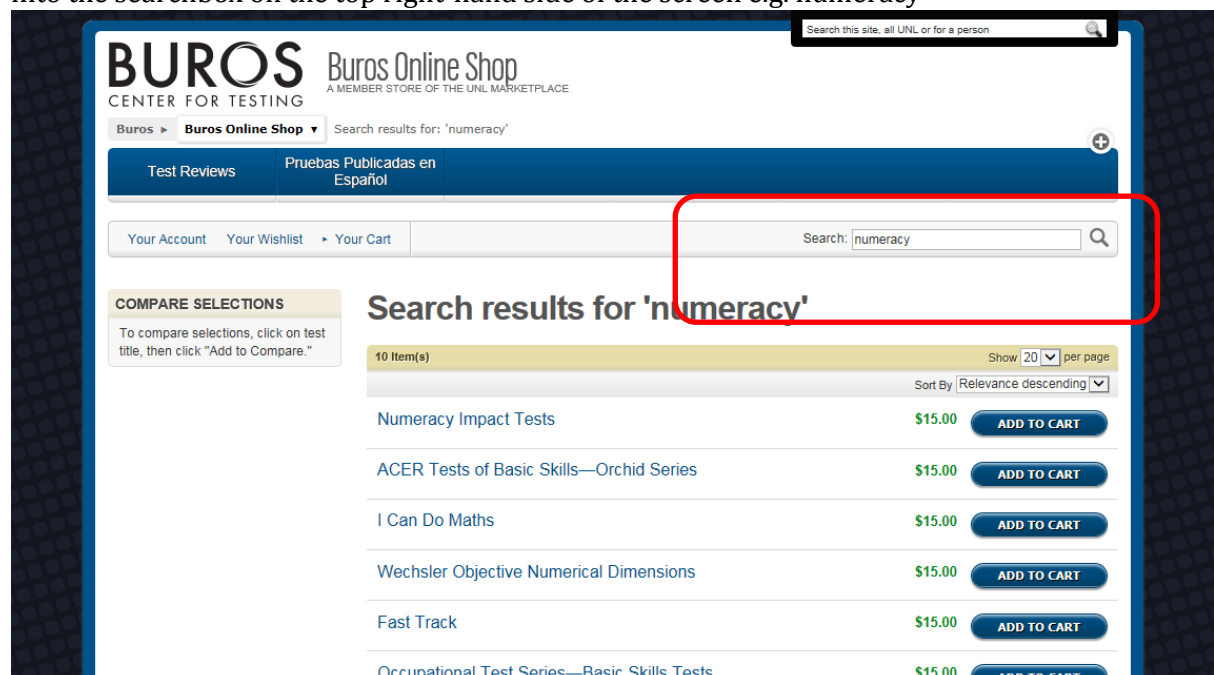 into the searchbox on the top right-hand side of the screen e.g. numeracy
Search this site, all UNL or for a person
BUROS
CENTER FOR TESTING
Buros Online Shop
A MEMBER STORE OF THE UNL MARKETPLACE
Buros ► Buros Online Shop ▼ Search results for: 'numeracy'
Test Reviews
Pruebas Publicadas en
Español
Your Account Your Wishlist ► Your Cart
Search: numeracy
COMPARE SELECTIONS
To compare selections, click on test
title, then click "Add to Compare."
Search results for 'numeracy'
10 Item(s) Show 20 per page
Sort By Relevance descending
Numeracy Impact Tests $15.00 ADD TO CART
ACER Tests of Basic Skills—Orchid Series $15.00 ADD TO CART
I Can Do Maths $15.00 ADD TO CART
Wechsler Objective Numerical Dimensions $15.00 ADD TO CART
Fast Track $15.00 ADD TO CART
Occupational Test Series—Basic Skills Tests $15.00 ADD TO CART